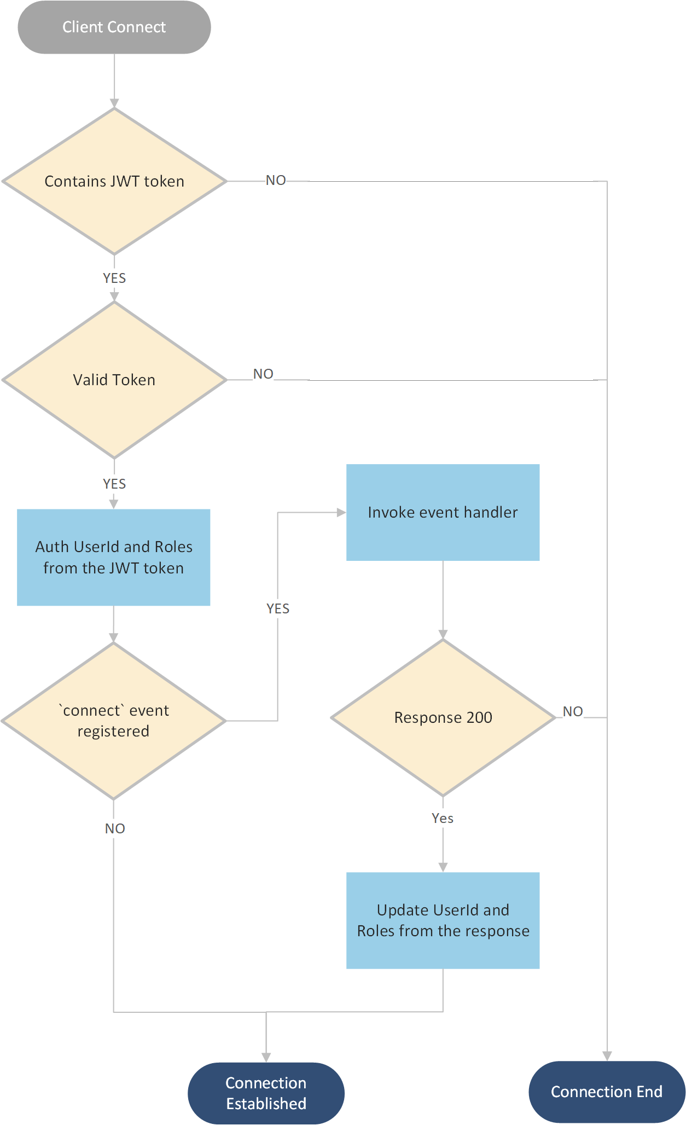 Client Connect
Contains JWT token
NO
YES
Valid Token
NO
YES
Auth UserId and Roles
from the JWT token
`connect` event
registered
YES
NO
Invoke event handler
Response 200
NO
Yes
Update UserId and
Roles from the response
Connection
Established
Connection End